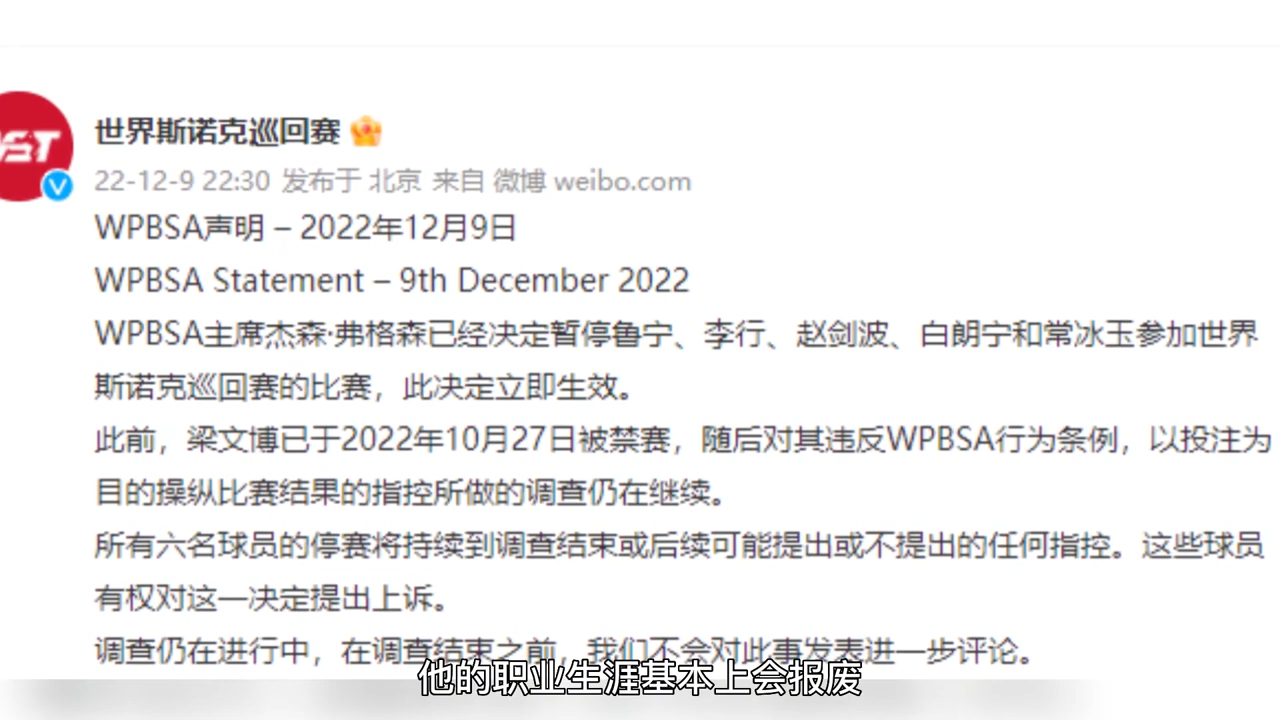 WST
世界斯诺克巡回赛
22-12-9 22:30 发布于 北京 来自 微博 weibo.com
WPBSA声明 – 2022年12月9日
WPBSA Statement – 9th December 2022
WPBSA主席杰森·弗格森已经决定暂停鲁宁、李行、赵剑波、白朗宁和常冰玉参加世界
斯诺克巡回赛的比赛，此决定立即生效。
此前，梁文博已于2022年10月27日被禁赛，随后对其违反WPBSA行为条例，以投注为
目的操纵比赛结果的指控所做的调查仍在继续。
所有六名球员的停赛将持续到调查结束或后续可能提出或不提出的任何指控。这些球员
有权对这一决定提出上诉。
调查仍在进行中，在调查结束之前，我们不会对此事发表进一步评论。
他的职业生涯基本上会报废